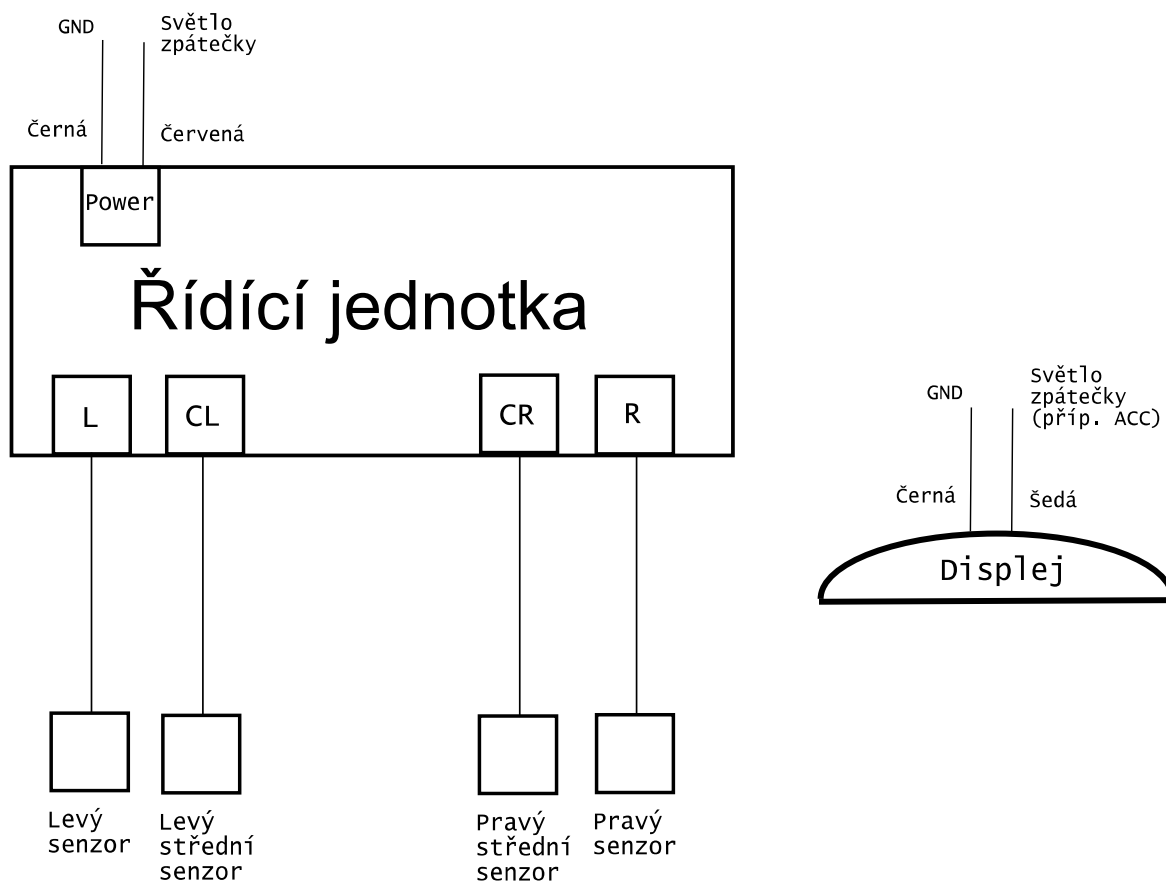 GND
Světlo
zpátečky
Černá
Červená
Power
Řídící jednotka
L
CL
CR
R
GND
Světlo
zpátečky
(příp. ACC)
Černá
Šedá
Displej
Levý
senzor
Levý
střední
senzor
Pravý
střední
senzor
Pravý
senzor